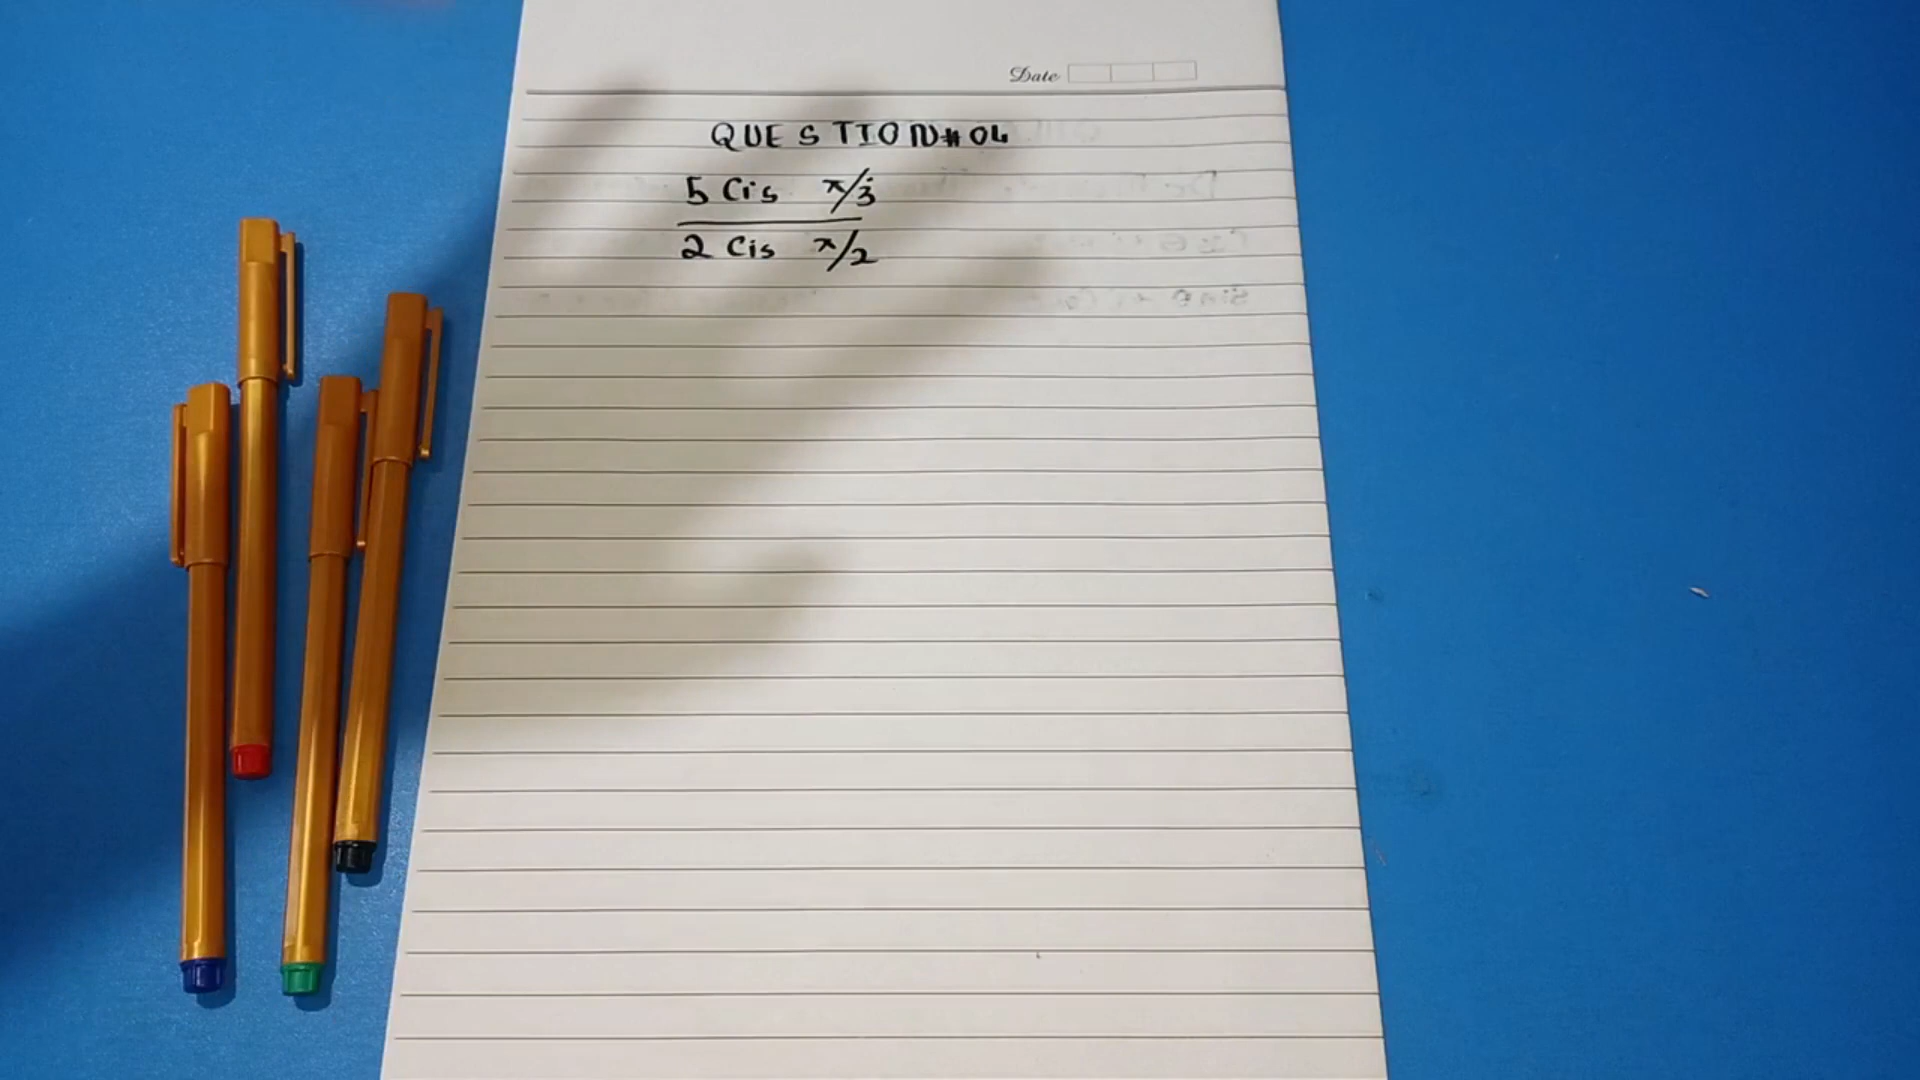 Date
QUESTION# 04
5 Cis π/3
2 Cis π/2